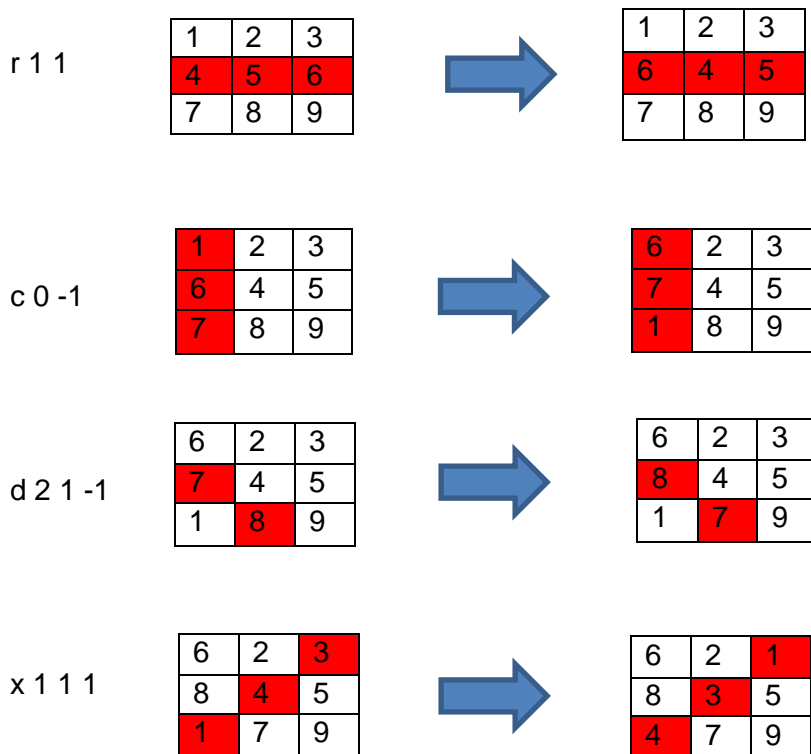 r 1 1
1 2 3 1 2 3
4 5 6 6 4 5
7 8 9 7 8 9
c 0 -1
1 2 3 6 2 3
6 4 5 7 4 5
7 8 9 1 8 9
d 2 1 -1
6 2 3 6 2 3
7 4 5 8 4 5
1 8 9 1 7 9
x 1 1 1
6 2 3 6 2 1
8 4 5 8 3 5
1 7 9 4 7 9